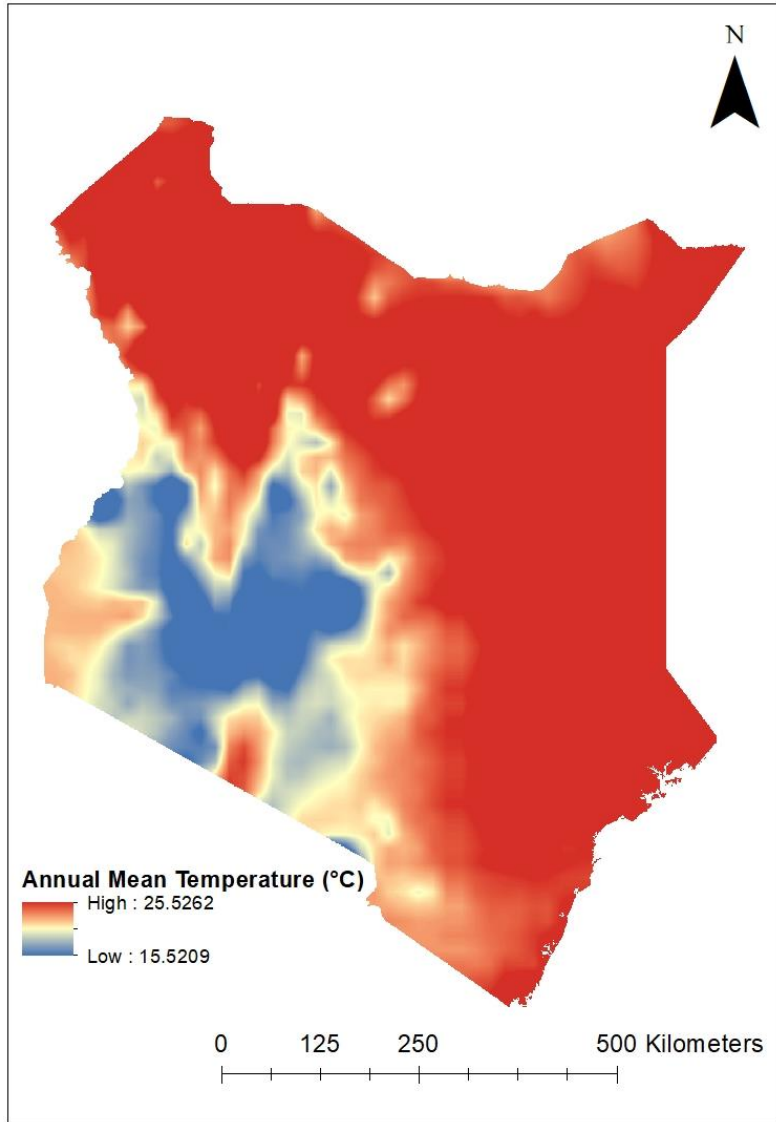 N
Annual Mean Temperature (°C)
High : 25.5262
Low : 15.5209
0 125 250 500 Kilometers